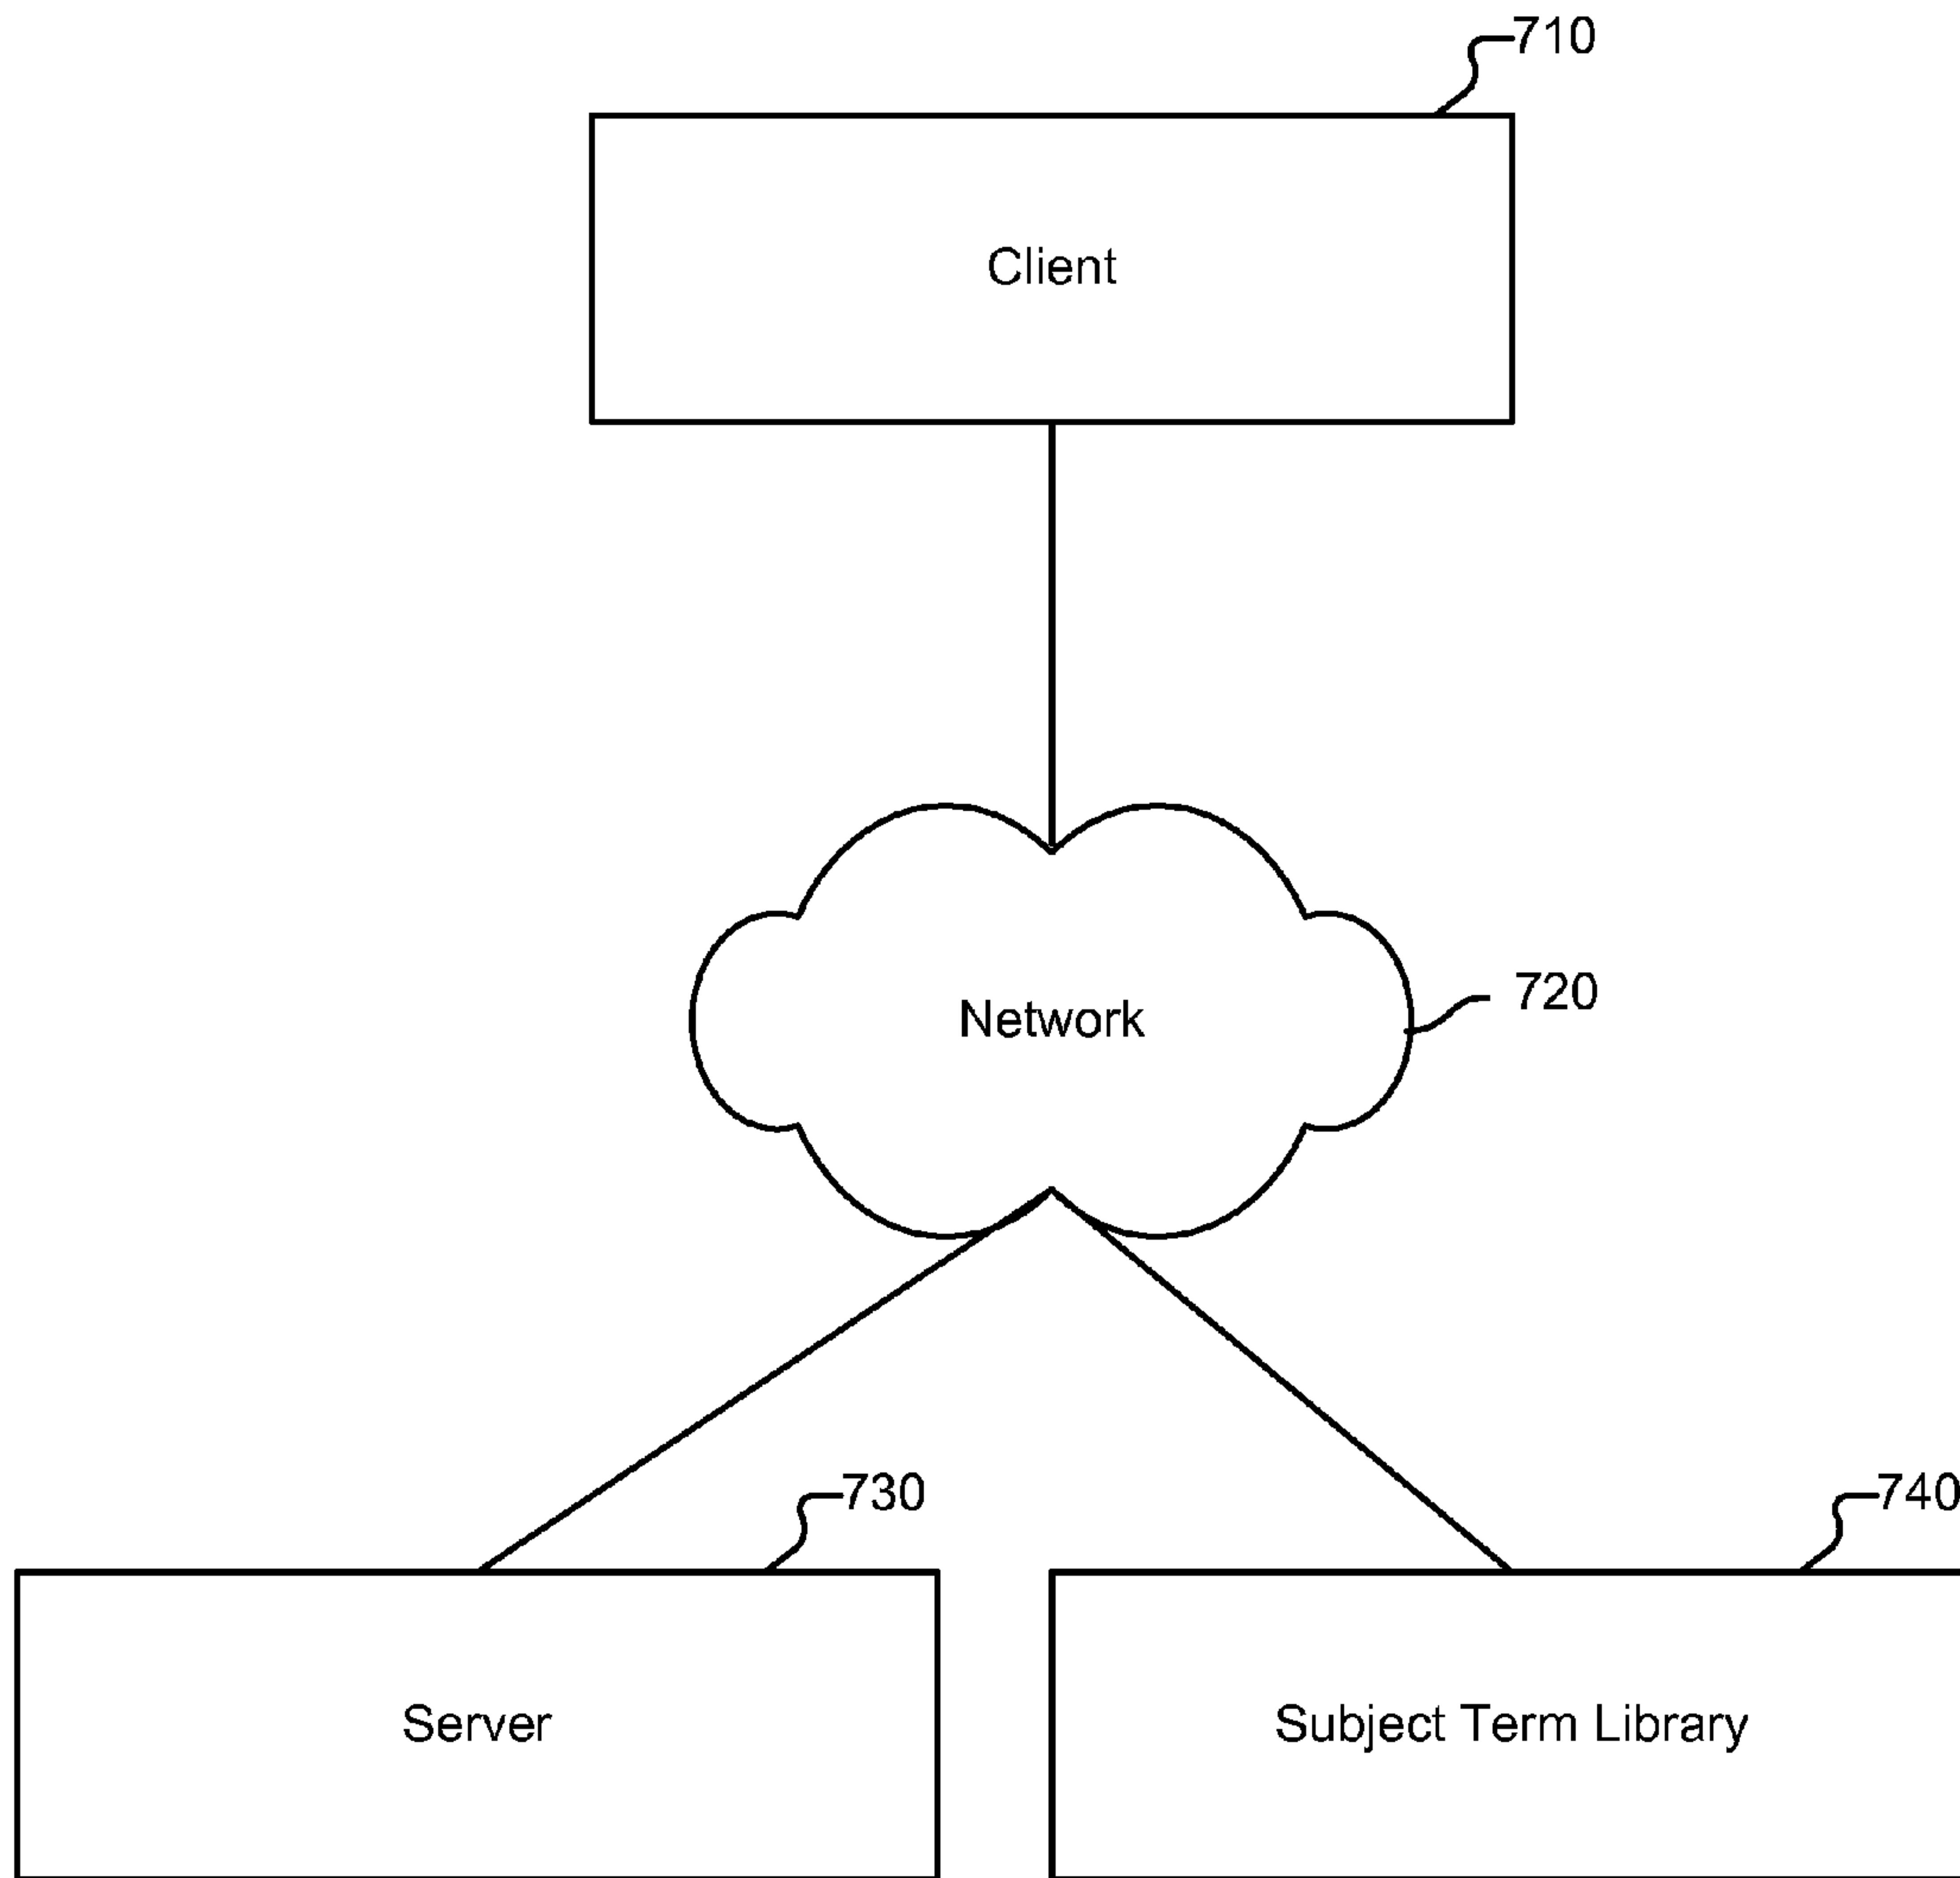 710
Client
720
Network
730
740
Server
Subject Term Library